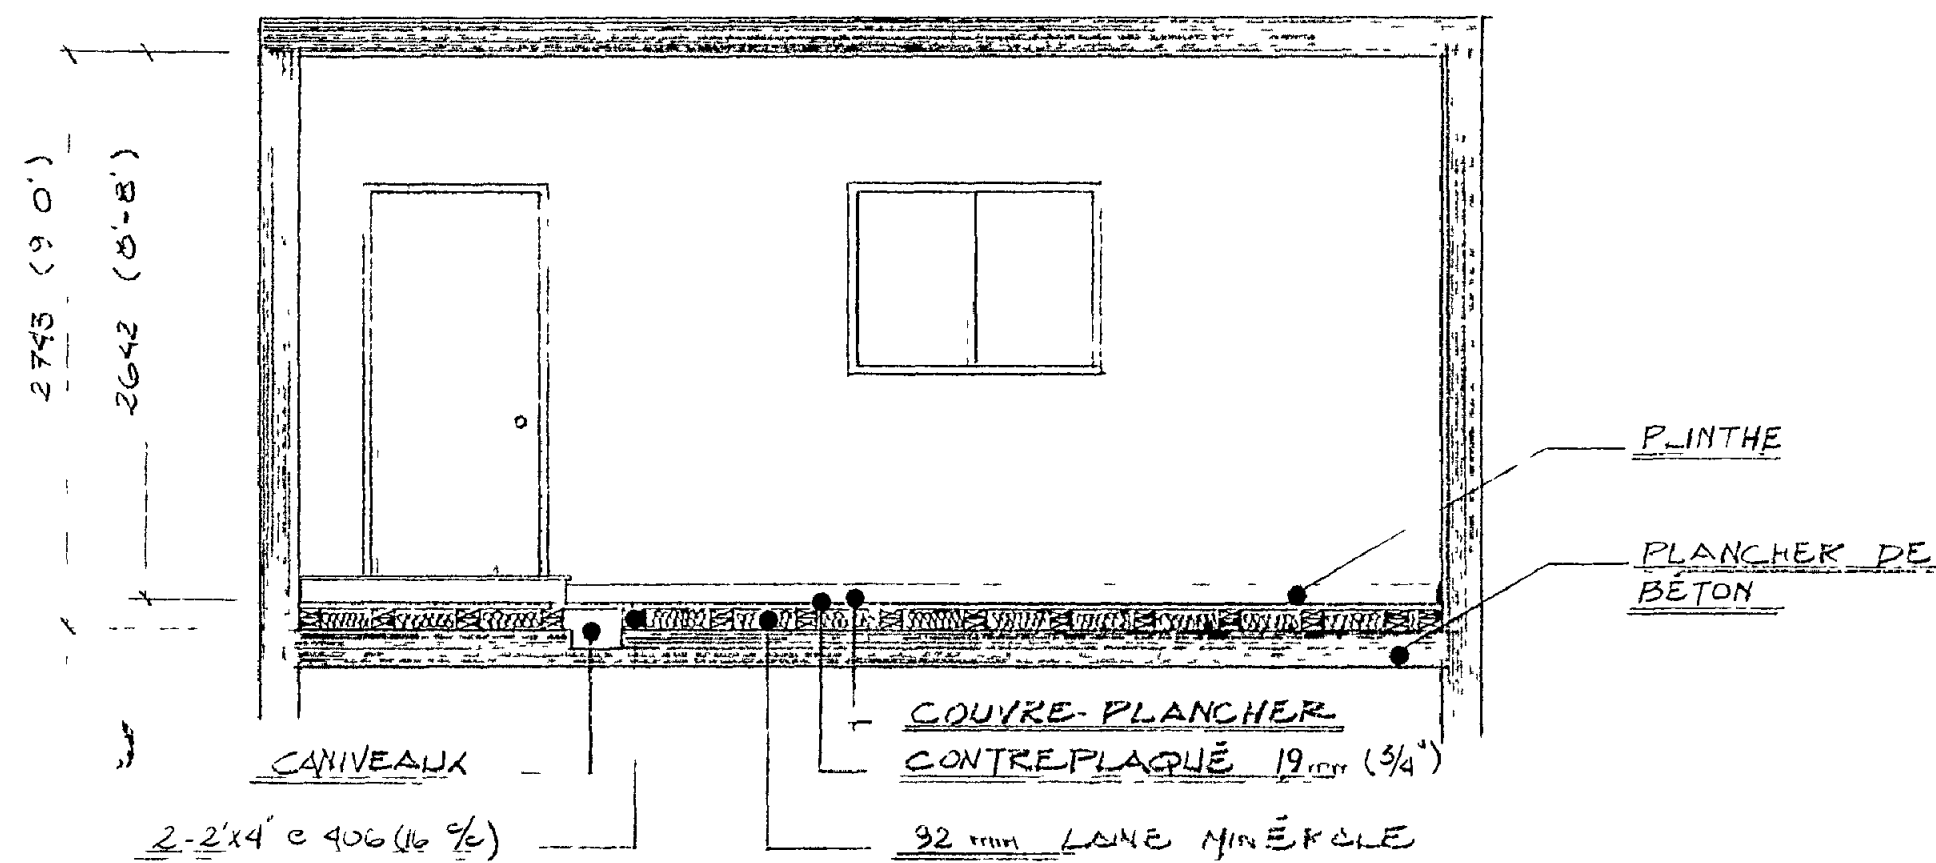 2743 (9 0')
2642 (8'-8')
PLINTHE
PLANCHER DE
BÉTON
COUVRE-PLANCHER
CANIVEAUX
CONTREPLAQUÉ 19mm (3/4")
2-2'x4' @ 406 (16 c/c)
92 mm LAINE MINÉRALE